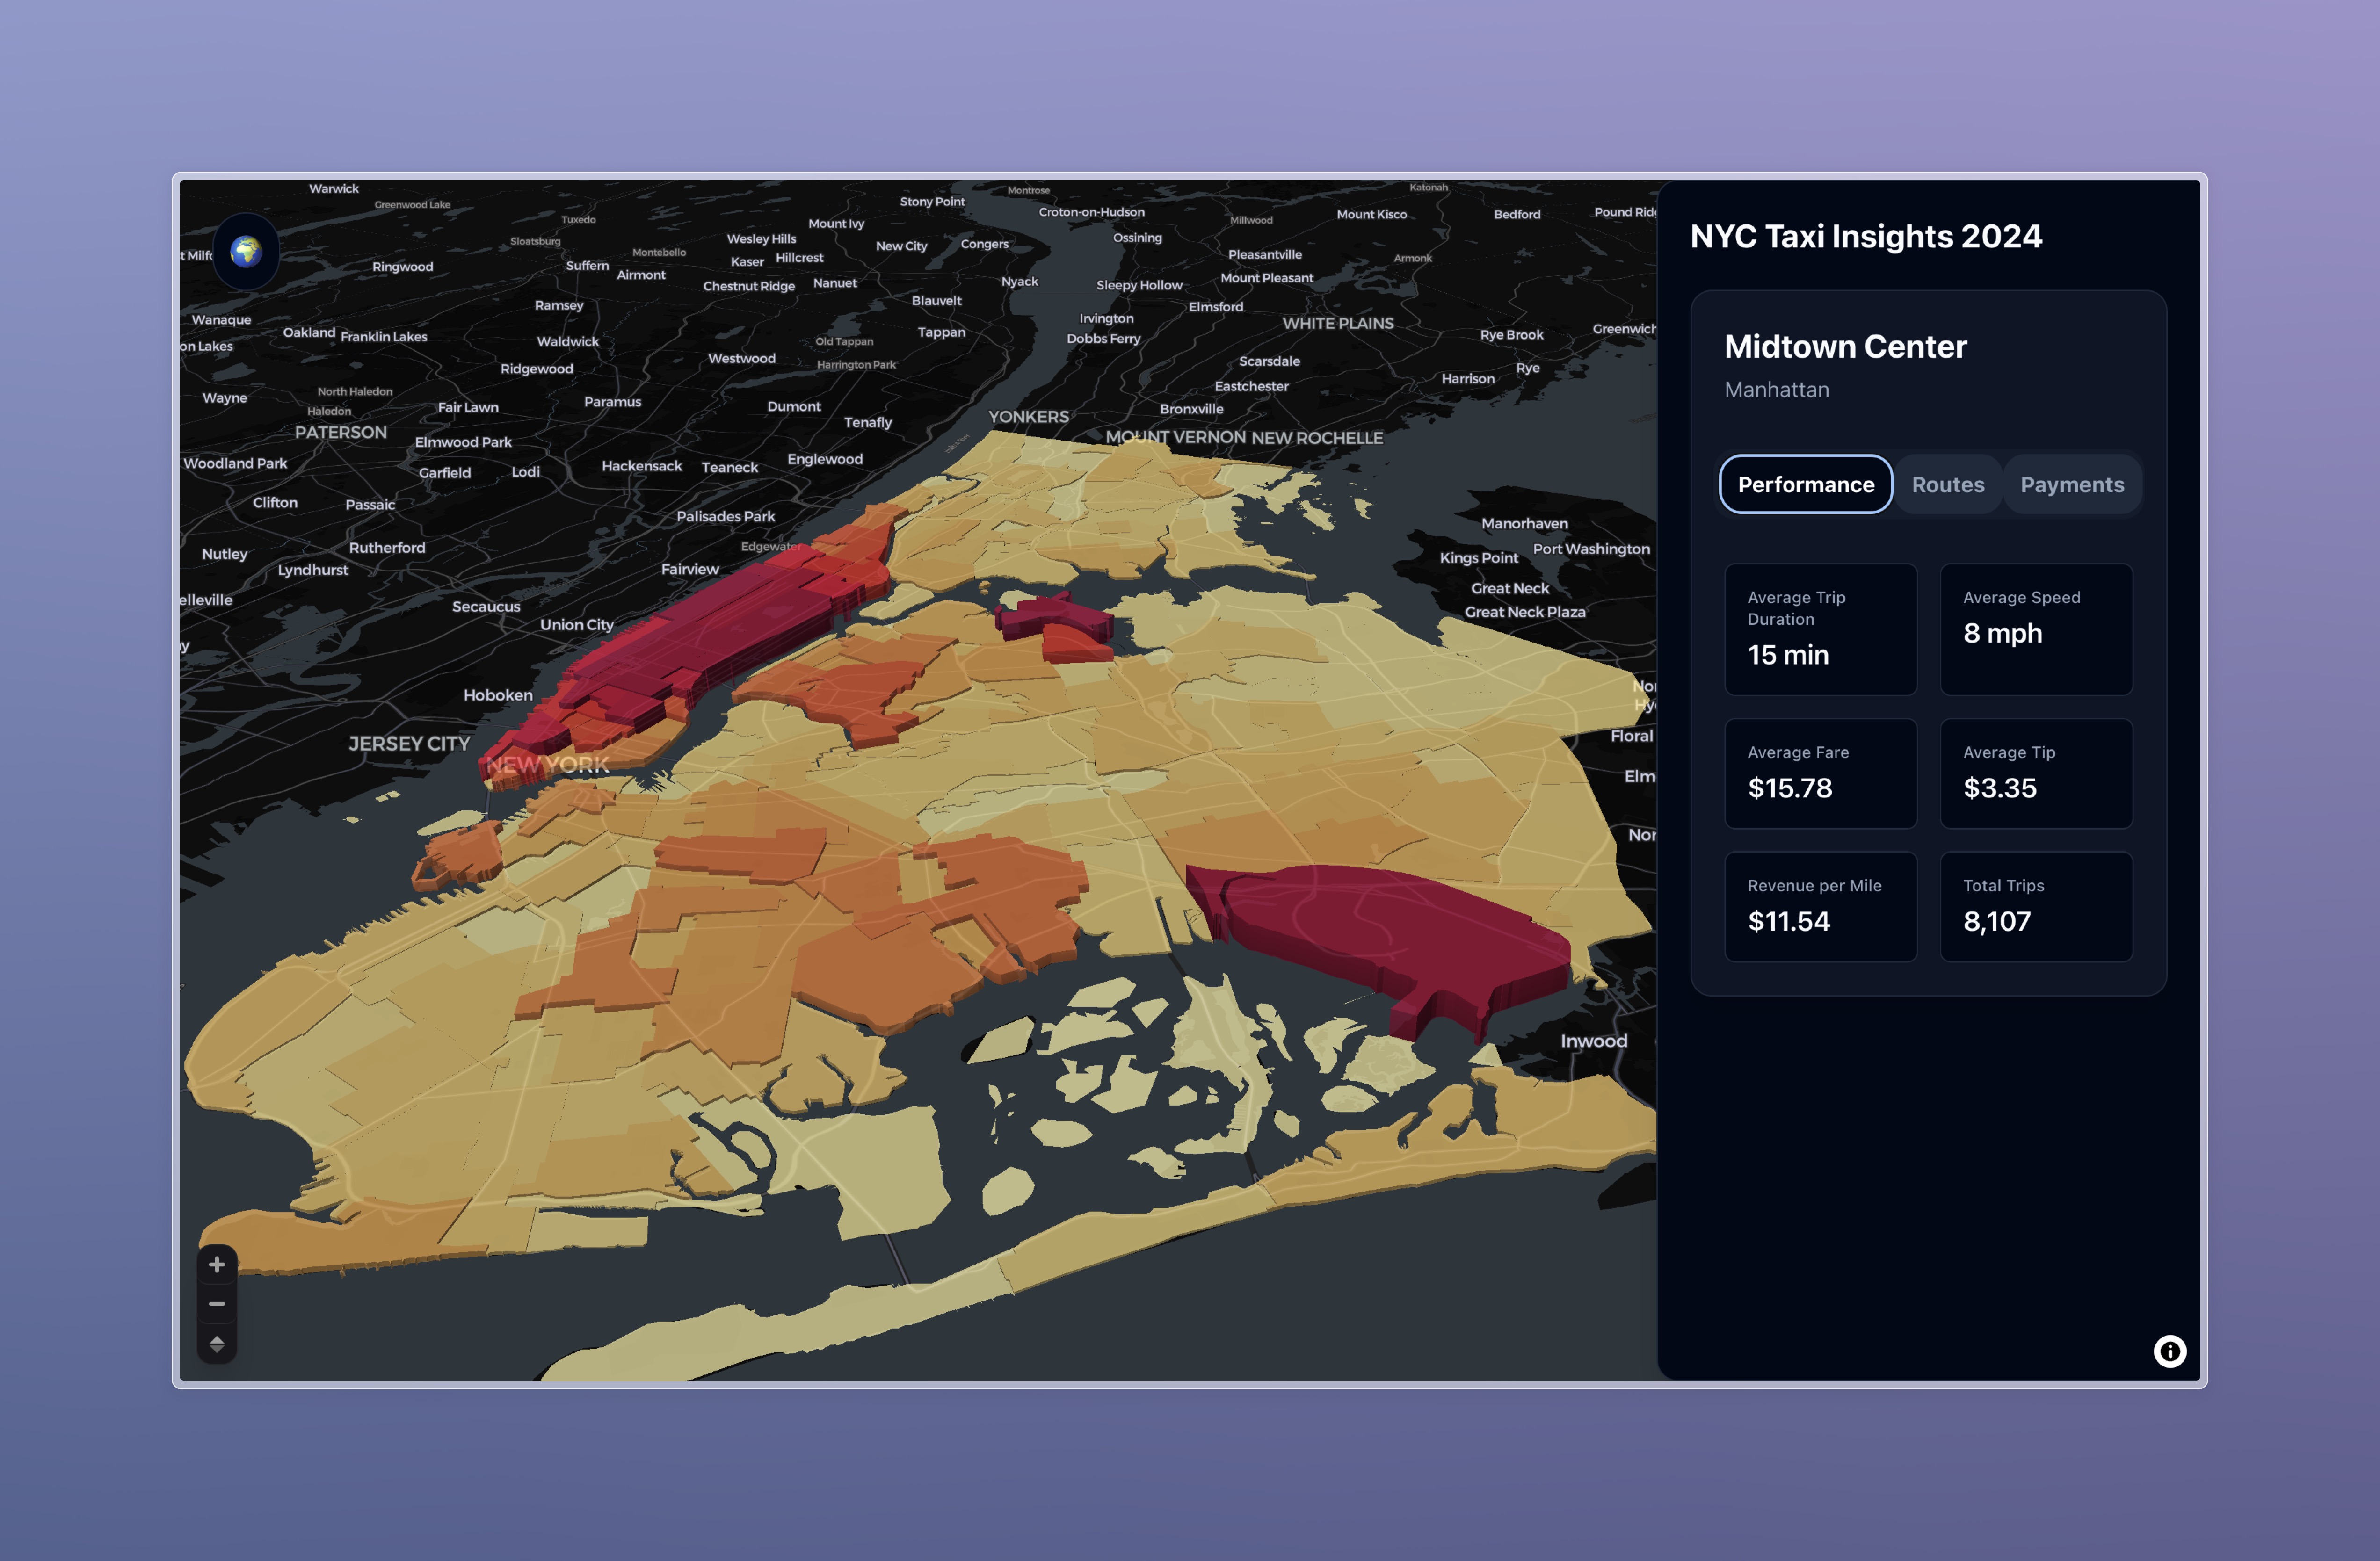 Warwick
Greenwood Lake
Tuxedo
Sloatsburg
Montebello
Ringwood
Suffern
Airmont
Wesley Hills
Kaser
Hillcrest
Chestnut Ridge
Nanuet
Mount Ivy
New City
Congers
Stony Point
Montrose
Croton-on-Hudson
Ossining
Millwood
Mount Kisco
Katonah
Bedford
Pound Ridg
Pleasantville
Armonk
Mount Pleasant
Sleepy Hollow
Nyack
Blauvelt
Tappan
Elmsford
Irvington
Dobbs Ferry
WHITE PLAINS
Rye Brook
Greenwich
Scarsdale
Eastchester
Harrison
Rye
Bronxville
YONKERS
MOUNT VERNON
NEW ROCHELLE
t Milfo
Wanaque
on Lakes
Oakland
Franklin Lakes
Ramsey
Waldwick
Ridgewood
Old Tappan
Harrington Park
Westwood
Wayne
North Haledon
Haledon
PATERSON
Fair Lawn
Paramus
Dumont
Tenafly
Elmwood Park
Woodland Park
Garfield
Lodi
Hackensack
Teaneck
Englewood
Clifton
Passaic
Palisades Park
Nutley
Rutherford
Edgewater
Lyndhurst
Fairview
elleville
Secaucus
Union City
Hoboken
JERSEY CITY
NEW YORK
Manorhaven
Port Washington
Kings Point
Great Neck
Great Neck Plaza
Floral
Elm
Inwood
NYC Taxi Insights 2024
Midtown Center
Manhattan
Performance
Routes
Payments
Average Trip
Duration
15 min
Average Speed
8 mph
Average Fare
$15.78
Average Tip
$3.35
Revenue per Mile
$11.54
Total Trips
8,107